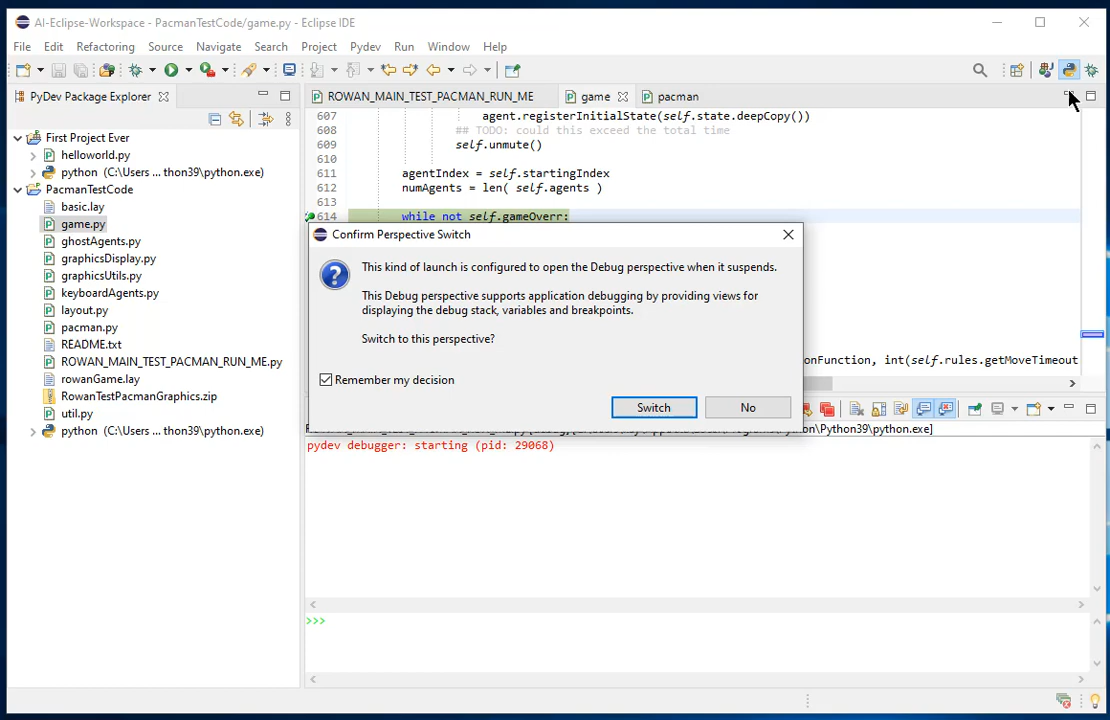 AI-Eclipse-Workspace - PacmanTestCode/game.py - Eclipse IDE
File Edit Refactoring Source Navigate Search Project Pydev Run Window Help
PyDev Package Explorer
ROWAN_MAIN_TEST_PACMAN_RUN_ME game pacman
First Project Ever
helloworld.py
python (C:\Users ... thon39\python.exe)
PacmanTestCode
basic.lay
game.py
ghostAgents.py
graphicsDisplay.py
graphicsUtils.py
keyboardAgents.py
layout.py
pacman.py
README.txt
ROWAN_MAIN_TEST_PACMAN_RUN_ME.py
rowanGame.lay
RowanTestPacmanGraphics.zip
util.py
python (C:\Users ... thon39\python.exe)
607 agent.registerInitialState(self.state.deepCopy())
608 ## TODO: could this exceed the total time
609 self.unmute()
610
611 agentIndex = self.startingIndex
612 numAgents = len( self.agents )
613
614 while not self.gameOverr:
Confirm Perspective Switch
This kind of launch is configured to open the Debug perspective when it suspends.
This Debug perspective supports application debugging by providing views for
displaying the debug stack, variables and breakpoints.
Switch to this perspective?
Remember my decision
Switch No
onFunction, int(self.rules.getMoveTimeout
\Python\Python39\python.exe]
pydev debugger: starting (pid: 29068)
>>>